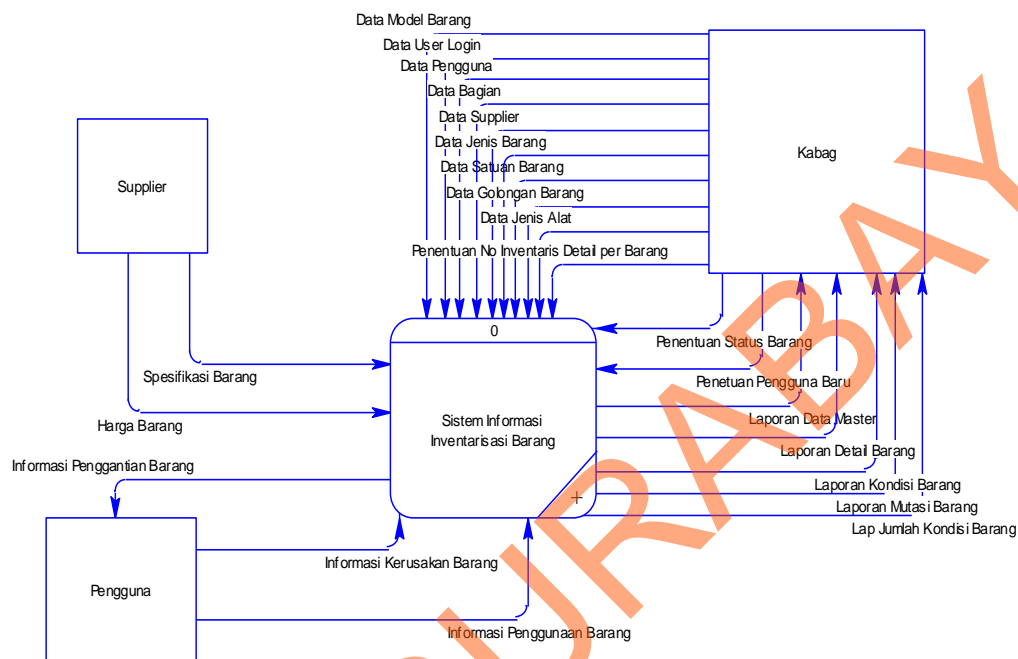 Data Model Barang
Data User Login
Data Pengguna
Data Bagian
Data Supplier
Data Jenis Barang
Data Satuan Barang
Data Golongan Barang
Data Jenis Alat
Penentuan No Inventaris Detail per Barang
Kabag
Supplier
0
Penentuan Status Barang
Spesifikasi Barang
Penetuan Pengguna Baru
Harga Barang
Sistem Informasi
Inventarisasi Barang
Laporan Data Master
Laporan Detail Barang
Informasi Penggantian Barang
Laporan Kondisi Barang
+
Laporan Mutasi Barang
Lap Jumlah Kondisi Barang
Informasi Kerusakan Barang
Pengguna
Informasi Penggunaan Barang
URABAY